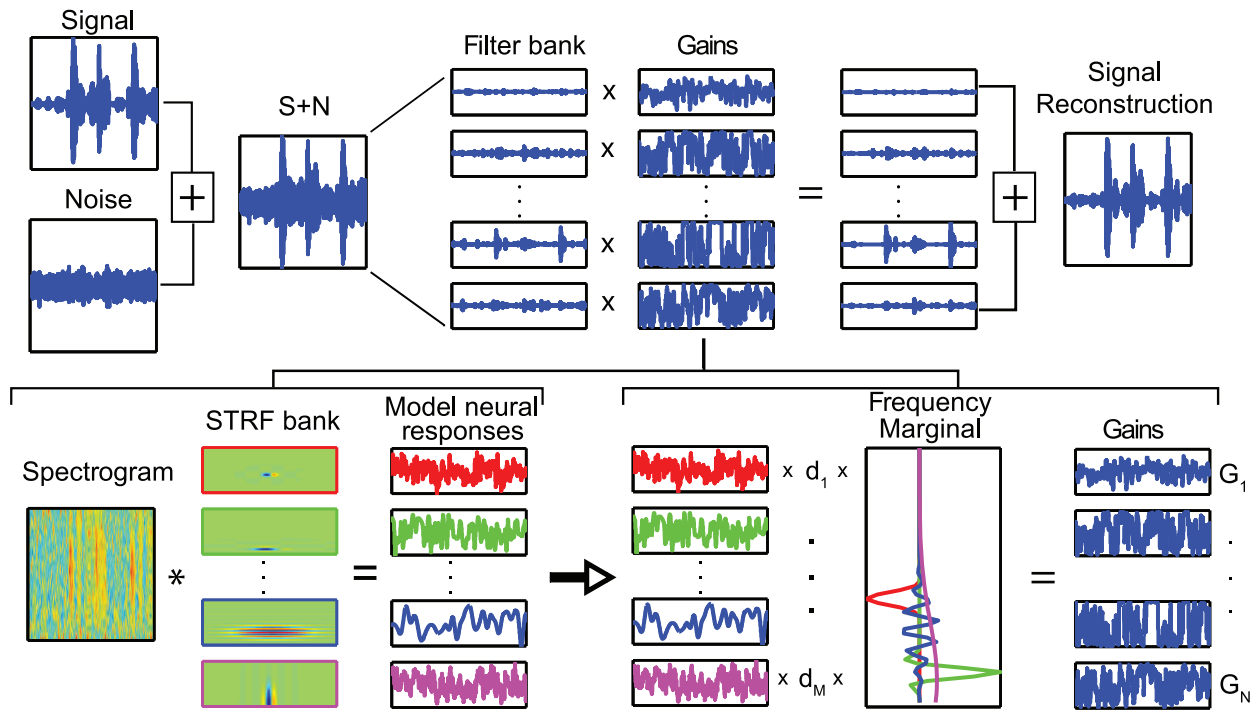 Signal
Noise
+
S+N
Filter bank
Gains
x
x
x
x
=
+
Signal
Reconstruction
Spectrogram
*
STRF bank
=
Model neural
responses
x d1 x
x dM x
Frequency
Marginal
=
Gains
G1
GN